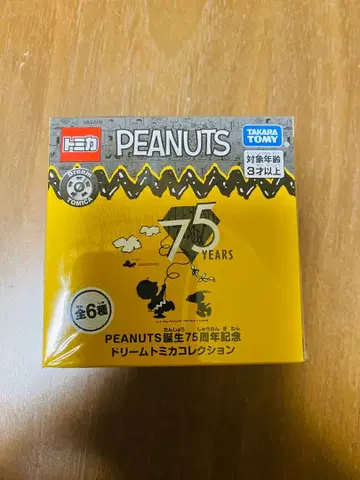 トミカ
PEANUTS
TAKARA
TOMY
対象年齢
3才以上
Dream
TOMICA
75
YEARS
全6種
PEANUTS誕生75周年記念
ドリームトミカコレクション